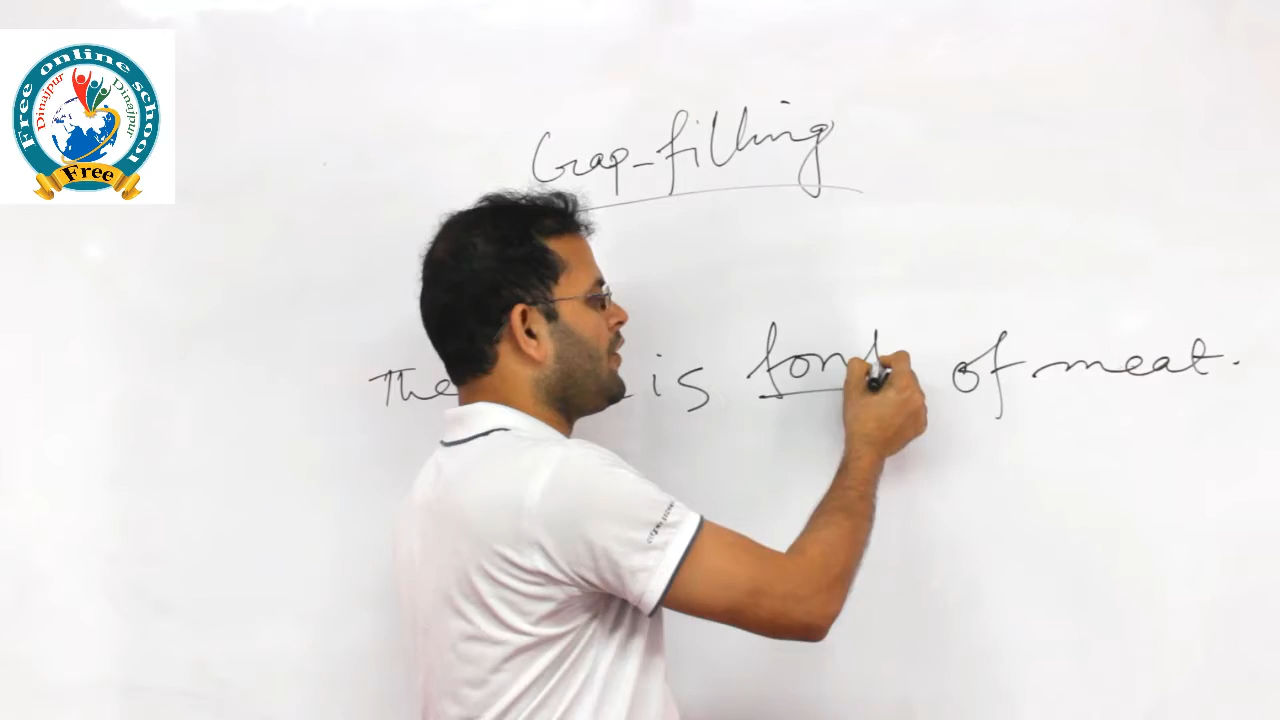 Free online school
Dinajpur Dinajpur
Free
Gap-filling
The is fond of meat.